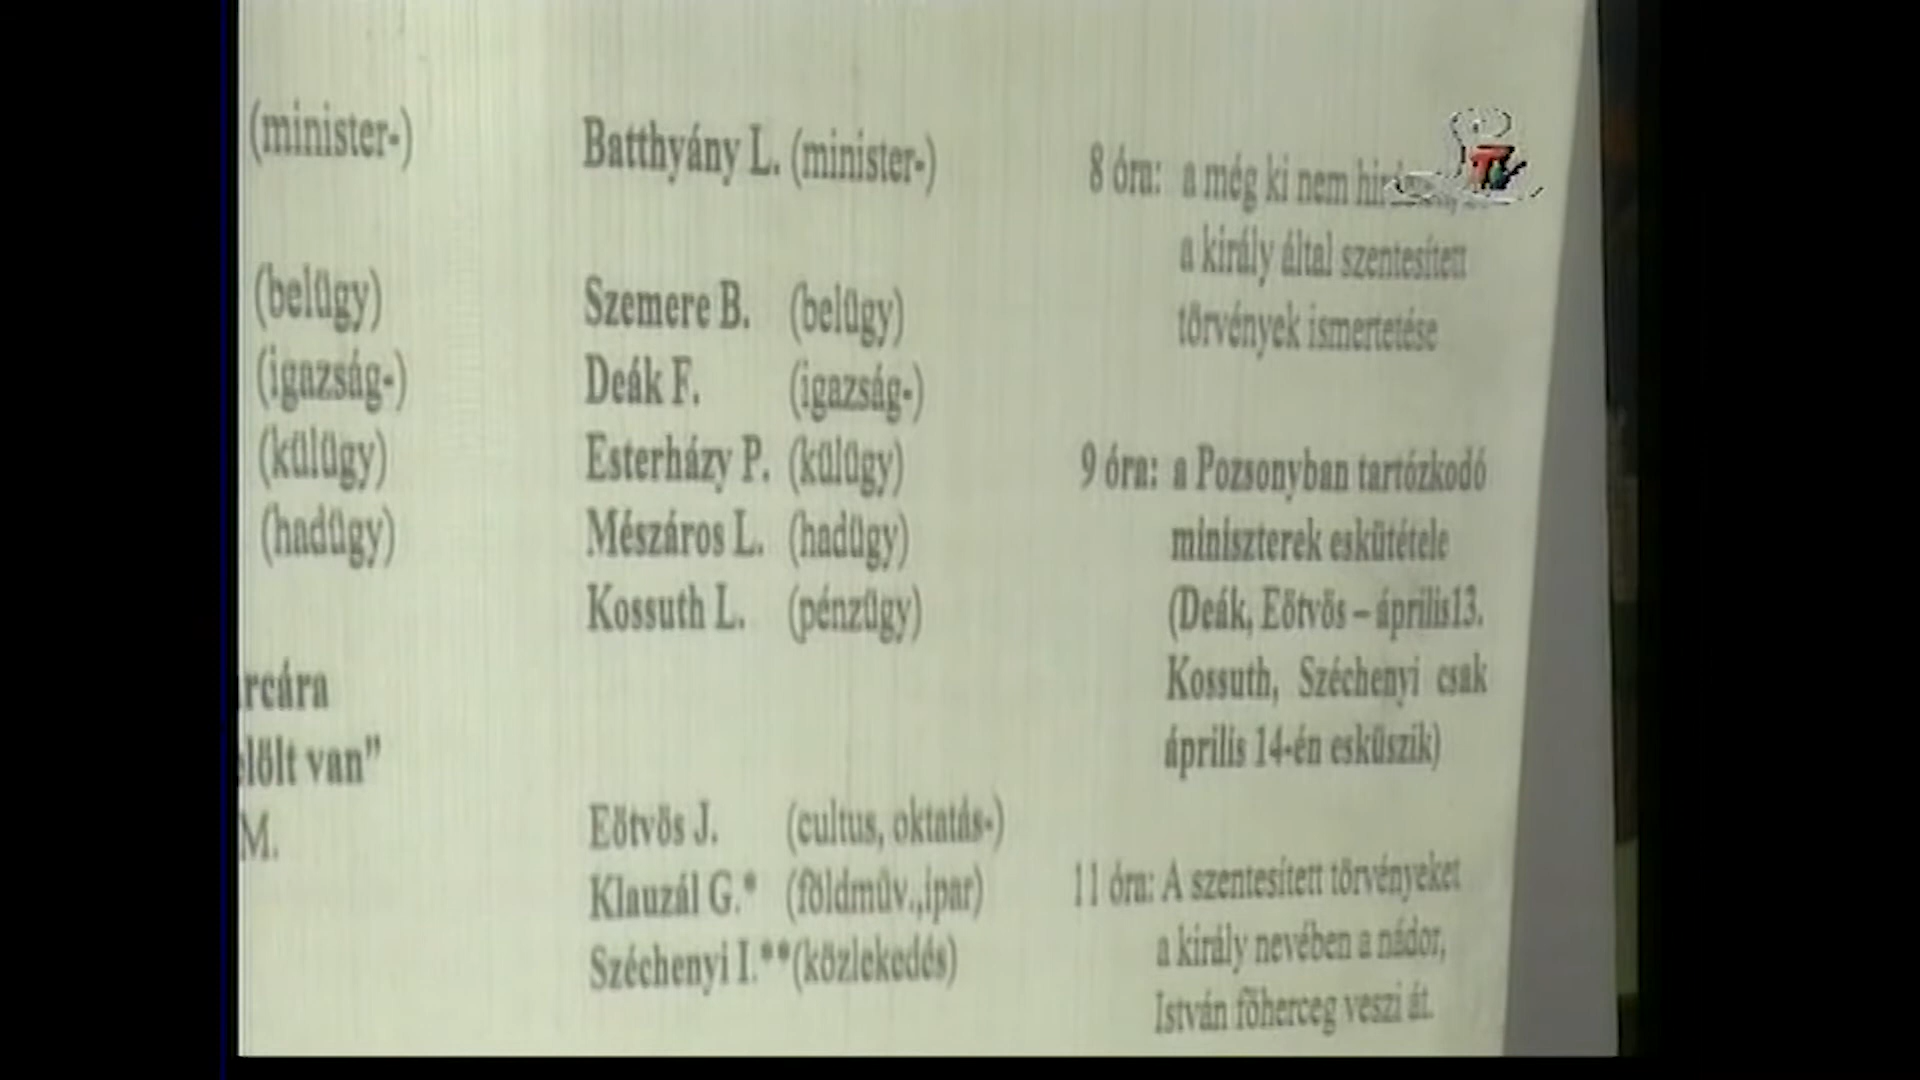 (minister-)
(belügy)
(igazság-)
(külügy)
(hadügy)
van”
M.
Batthyány L. (minister-)
Szemere B. (belügy)
Deák F. (igazság-)
Esterházy P. (külügy)
Mészáros L. (hadügy)
Kossuth L. (pénzügy)
Eötvös J. (cultus, oktatás-)
Klauzál G.* (földműv.,ipar)
Széchenyi I.**(közlekedés)
8 óra: a még ki nem
a király által szentesített
törvények ismertetése
9 óra: a Pozsonyban tartózkodó
miniszterek eskütétele
(Deák, Eötvös – április13.
Kossuth, Széchenyi csak
április 14-én esküszik)
11 óra: A szentesített törvényeket
a király nevében a nádor,
István főherceg veszi át.